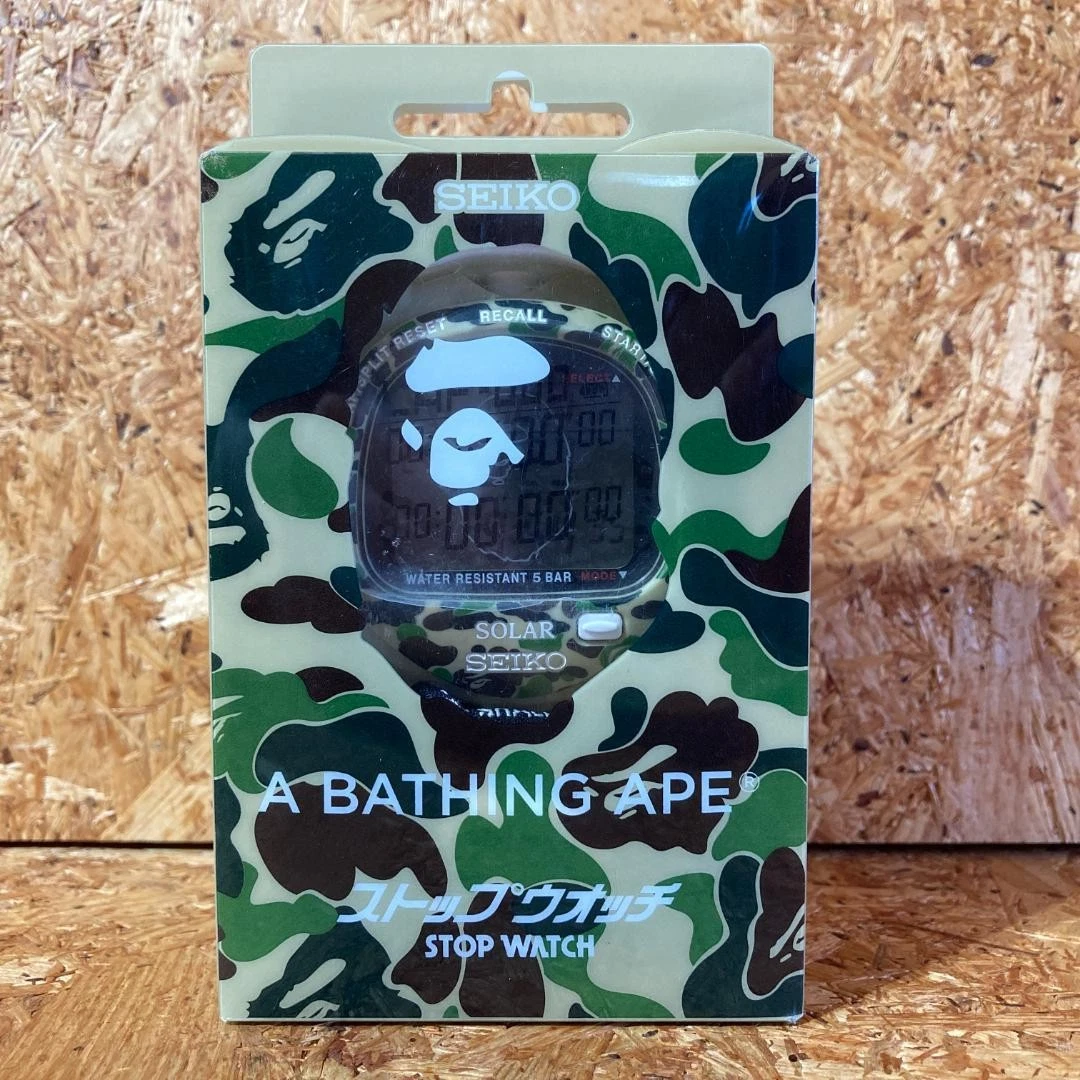 SEIKO
SPLIT RESET RECALL START
SELECT▲
WATER RESISTANT 5 BAR MODE▼
SOLAR
SEIKO
A BATHING APE®
ストップウオッチ
STOP WATCH